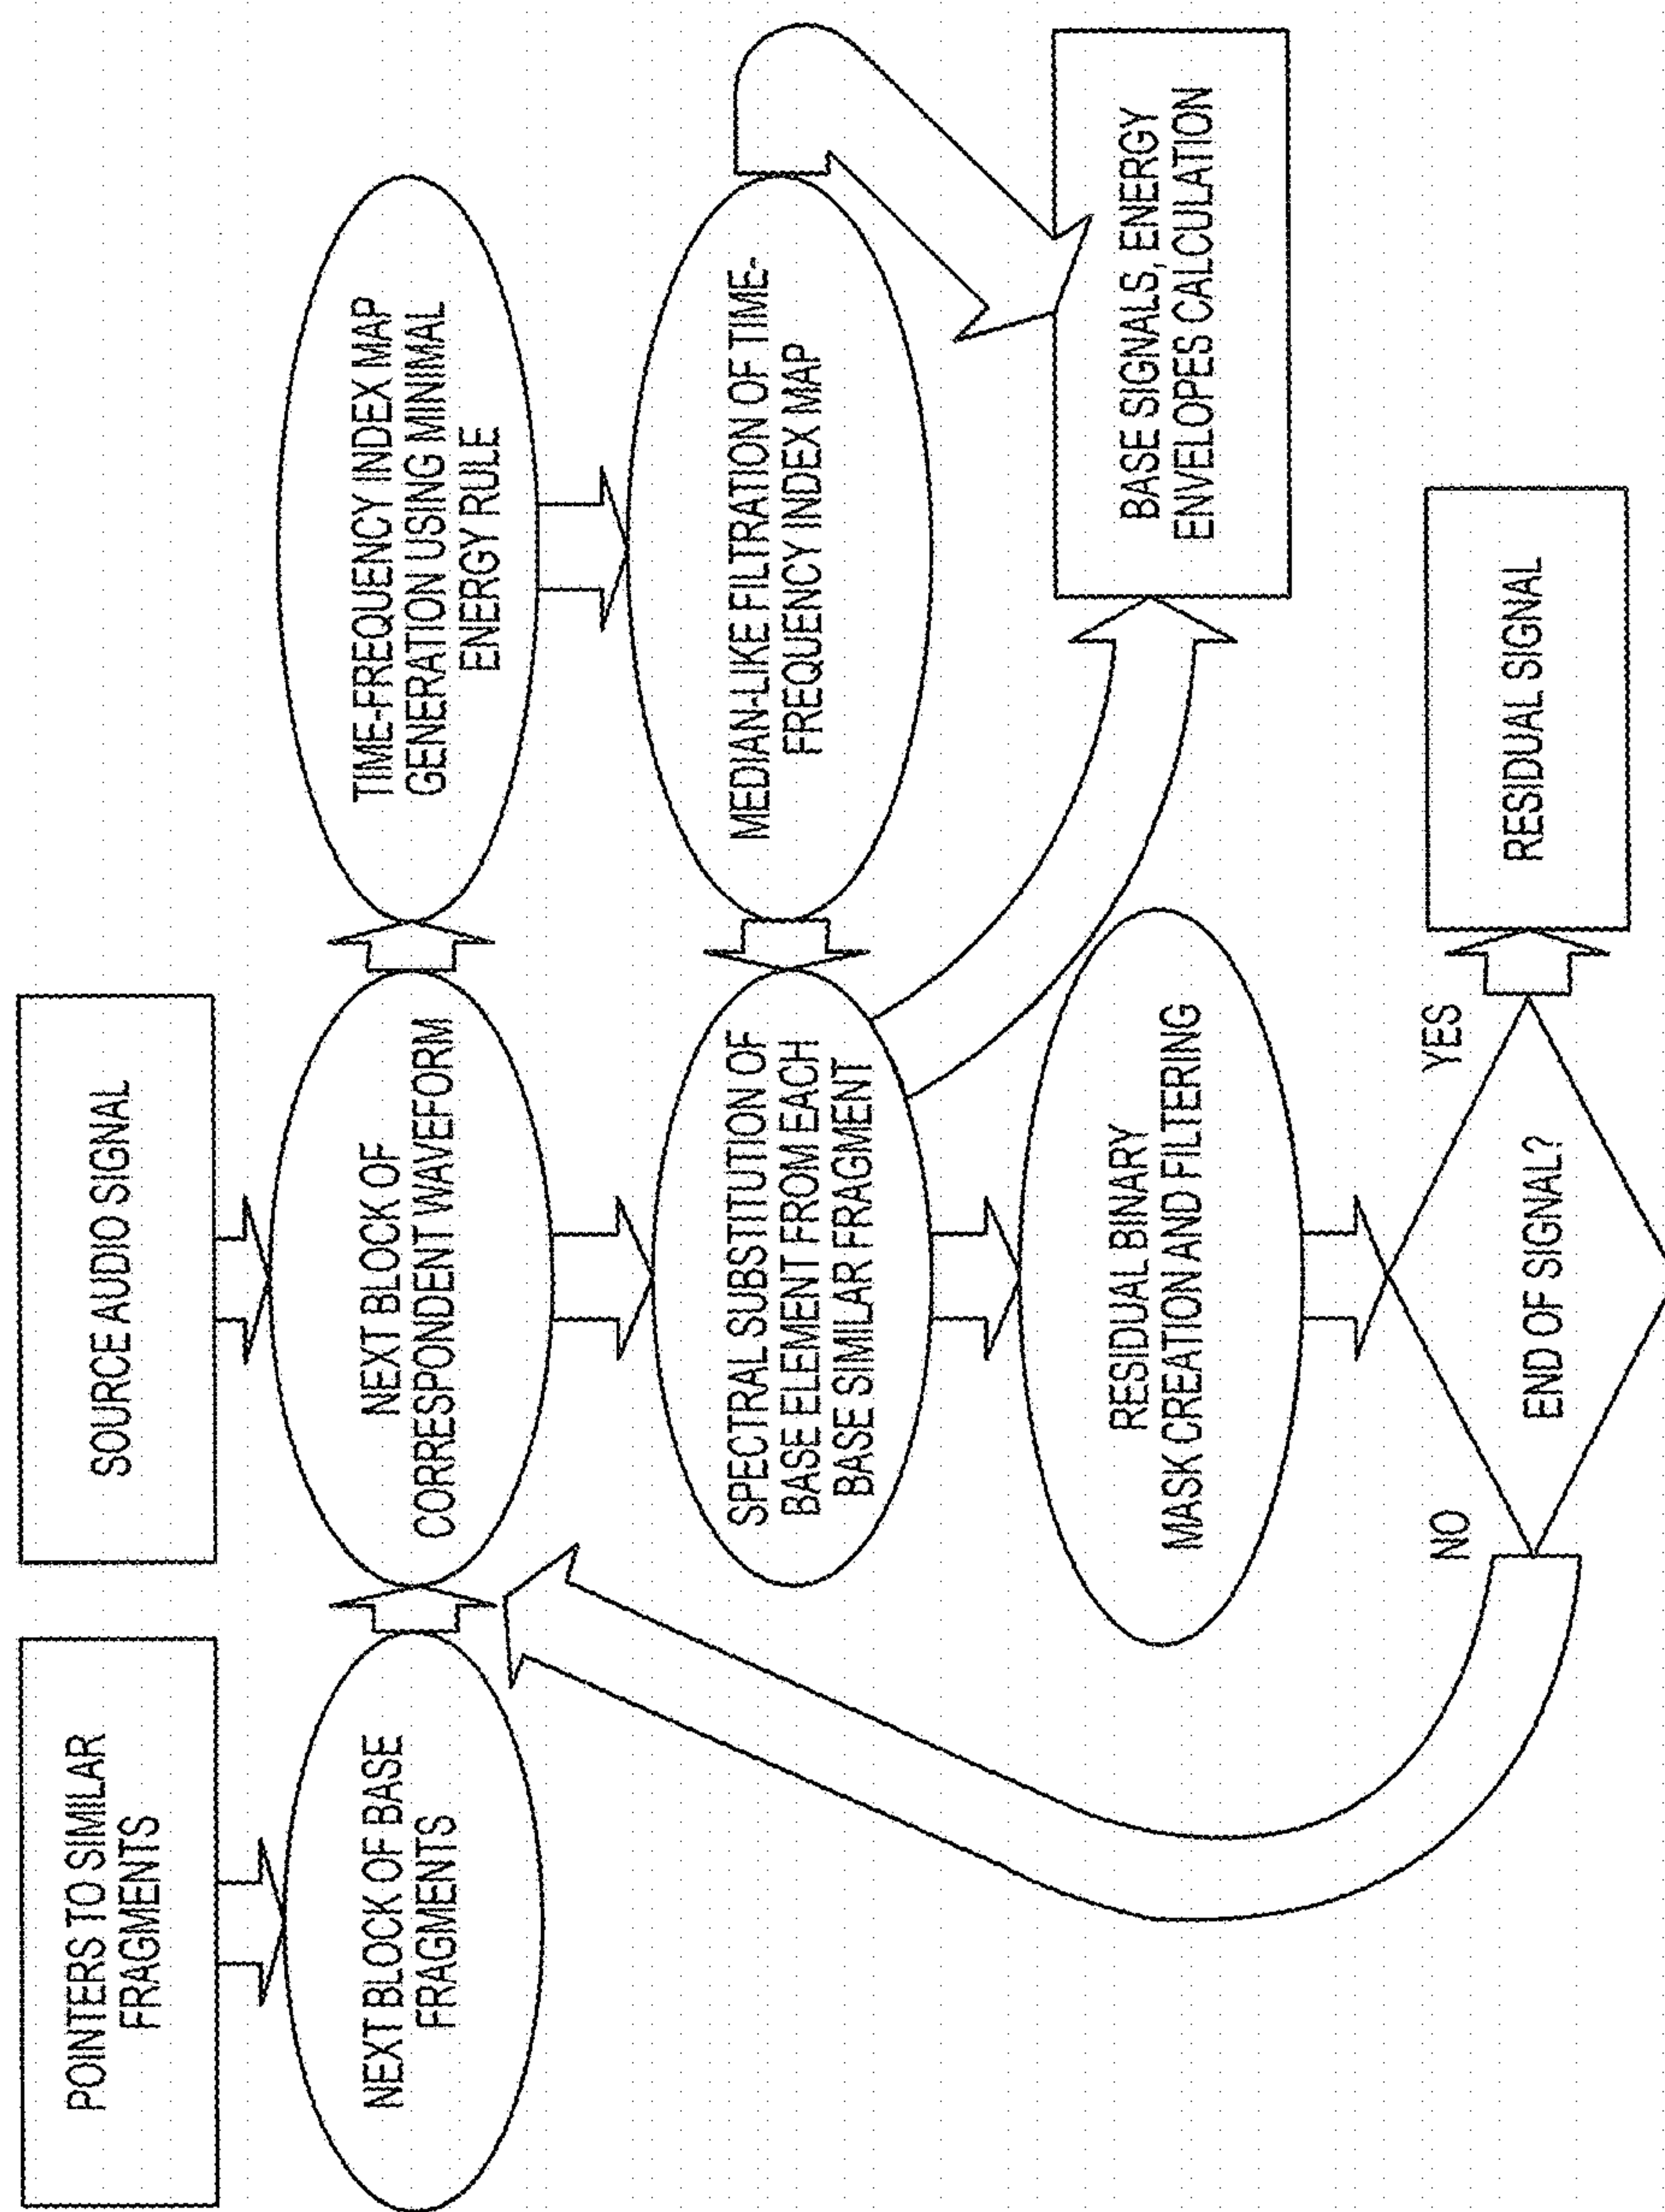 POINTERS TO SIMILAR
FRAGMENTS
SOURCE AUDIO SIGNAL
NEXT BLOCK OF BASE
FRAGMENTS
NEXT BLOCK OF
CORRESPONDENT WAVEFORM
TIME-FREQUENCY INDEX MAP
GENERATION USING MINIMAL
ENERGY RULE
SPECTRAL SUBSTITUTION OF
BASE ELEMENT FROM EACH
BASE SIMILAR FRAGMENT
MEDIAN-LIKE FILTRATION OF TIME-
FREQUENCY INDEX MAP
RESIDUAL BINARY
MASK CREATION AND FILTERING
BASE SIGNALS, ENERGY
ENVELOPES CALCULATION
NO
YES
END OF SIGNAL?
RESIDUAL SIGNAL